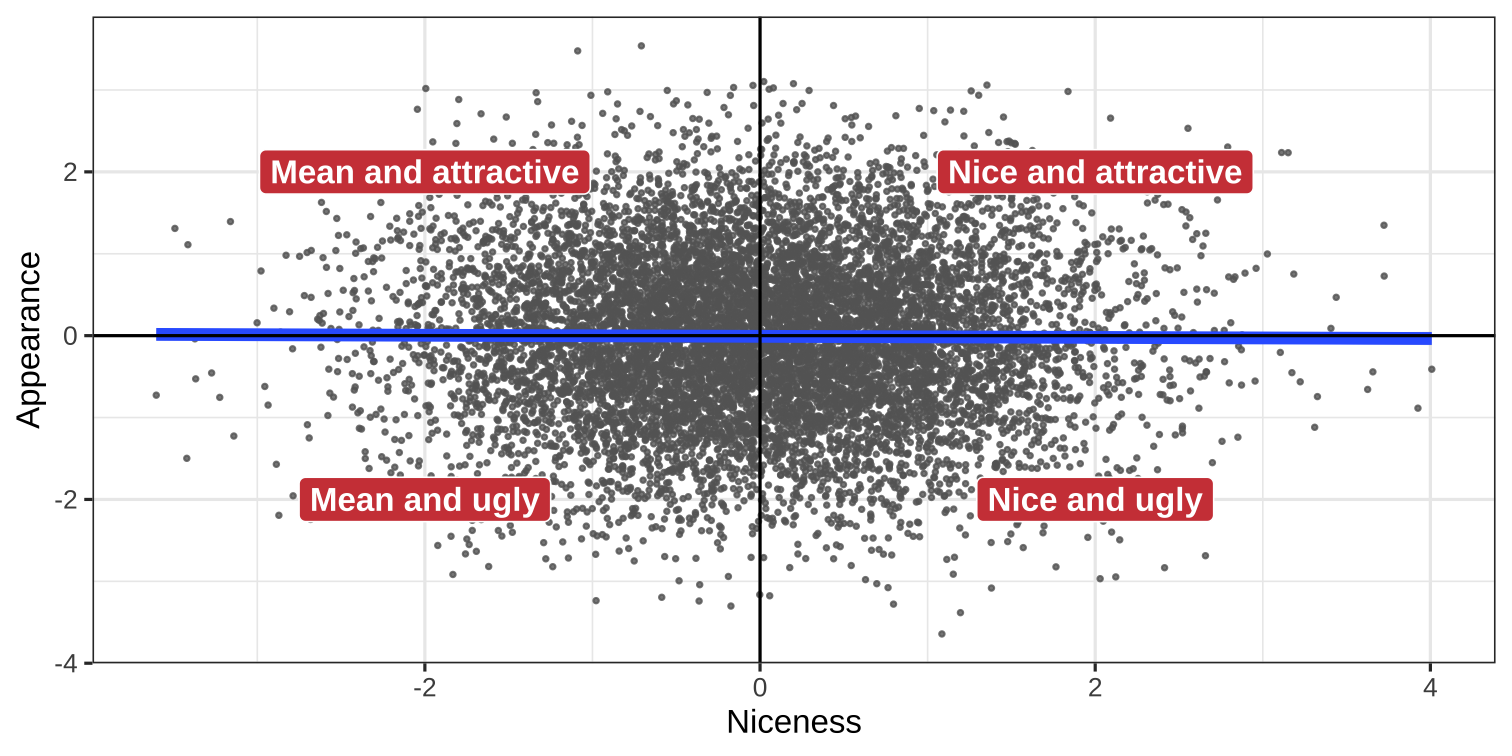 Mean and attractive
Nice and attractive
2
Appearance
0
Mean and ugly
Nice and ugly
-2
-4
-2
0
2
4
Niceness